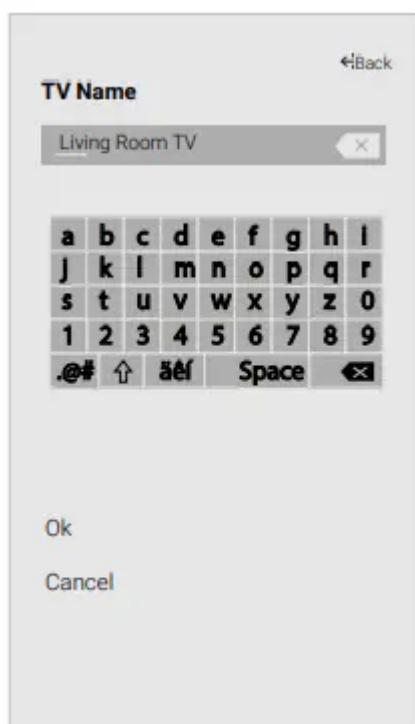 Back
TV Name
Living Room TV
a b c d e f g h i
j k l m n o p q r
s t u v w x y z 0
1 2 3 4 5 6 7 8 9
.@# äêí Space
Ok
Cancel